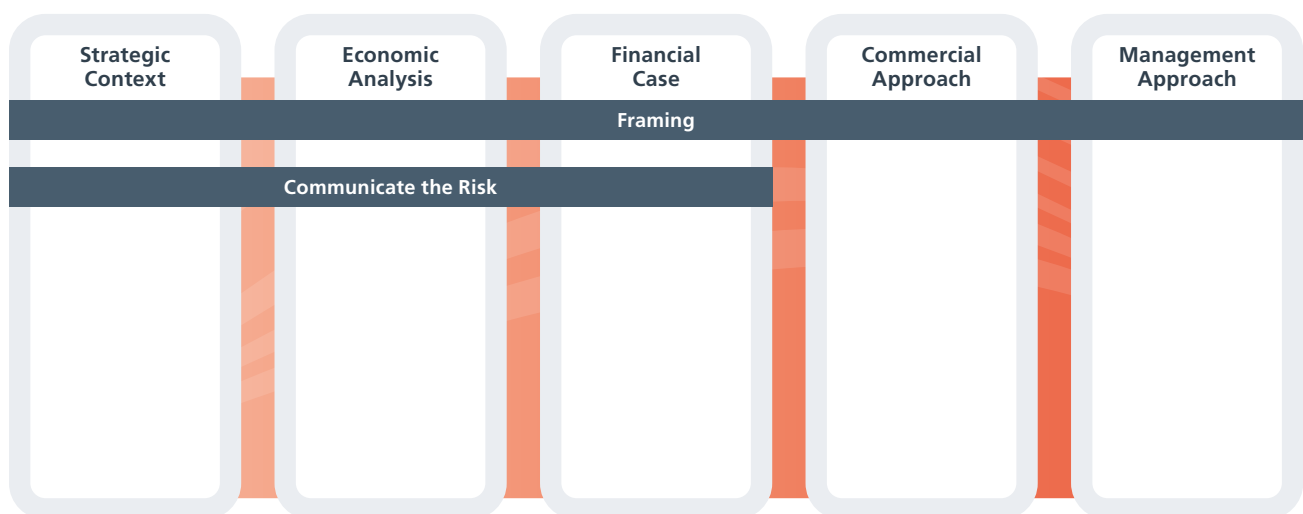 Strategic
Context
Economic
Analysis
Financial
Case
Commercial
Approach
Management
Approach
Framing
Communicate the Risk